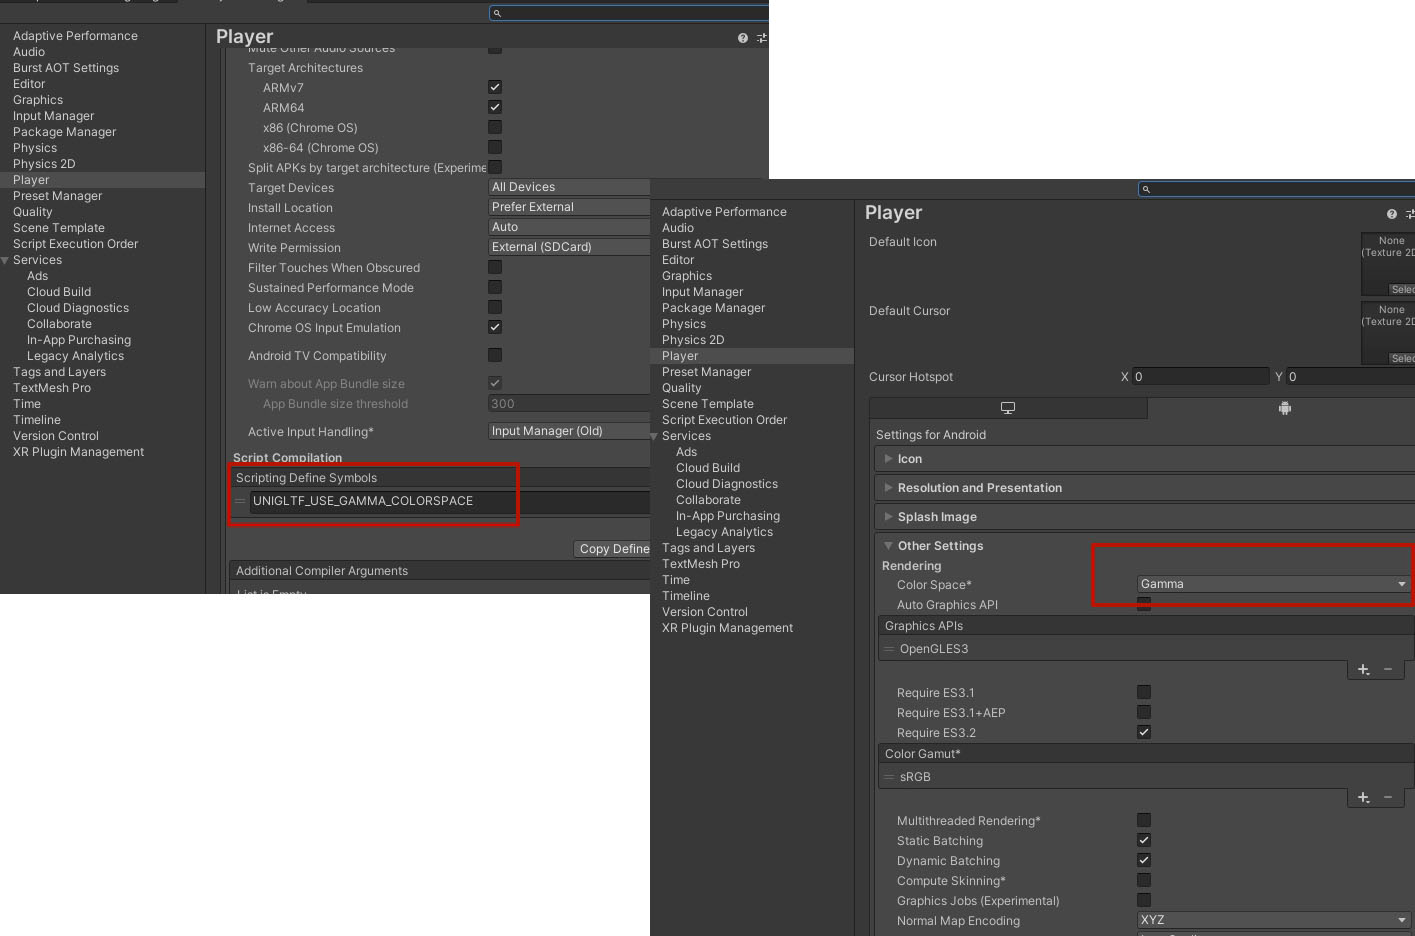 Player
Adaptive Performance
Audio
Burst AOT Settings
Editor
Graphics
Input Manager
Package Manager
Physics
Physics 2D
Player
Preset Manager
Quality
Scene Template
Script Execution Order
Services
Ads
Cloud Build
Cloud Diagnostics
Collaborate
In-App Purchasing
Legacy Analytics
Tags and Layers
TextMesh Pro
Time
Timeline
Version Control
XR Plugin Management
Mute Other Audio Sources
Target Architectures
ARMv7
ARM64
x86 (Chrome OS)
x86-64 (Chrome OS)
Split APKs by target architecture (Experime
Target Devices All Devices
Install Location Prefer External
Internet Access Auto
Write Permission External (SDCard)
Filter Touches When Obscured
Sustained Performance Mode
Low Accuracy Location
Chrome OS Input Emulation
Android TV Compatibility
Warn about App Bundle size
App Bundle size threshold 300
Active Input Handling* Input Manager (Old)
Script Compilation
Scripting Define Symbols
UNIGLTF_USE_GAMMA_COLORSPACE
Copy Define
Additional Compiler Arguments
List is Empty
Player
Adaptive Performance
Audio
Burst AOT Settings
Editor
Graphics
Input Manager
Package Manager
Physics
Physics 2D
Player
Preset Manager
Quality
Scene Template
Script Execution Order
Services
Ads
Cloud Build
Cloud Diagnostics
Collaborate
In-App Purchasing
Legacy Analytics
Tags and Layers
TextMesh Pro
Time
Timeline
Version Control
XR Plugin Management
Default Icon
None
(Texture 2D
Selec
Default Cursor
None
(Texture 2D
Selec
Cursor Hotspot X 0 Y 0
Settings for Android
Icon
Resolution and Presentation
Splash Image
Other Settings
Rendering
Color Space* Gamma
Auto Graphics API
Graphics APIs
OpenGLES3
Require ES3.1
Require ES3.1+AEP
Require ES3.2
Color Gamut*
sRGB
Multithreaded Rendering*
Static Batching
Dynamic Batching
Compute Skinning*
Graphics Jobs (Experimental)
Normal Map Encoding XYZ